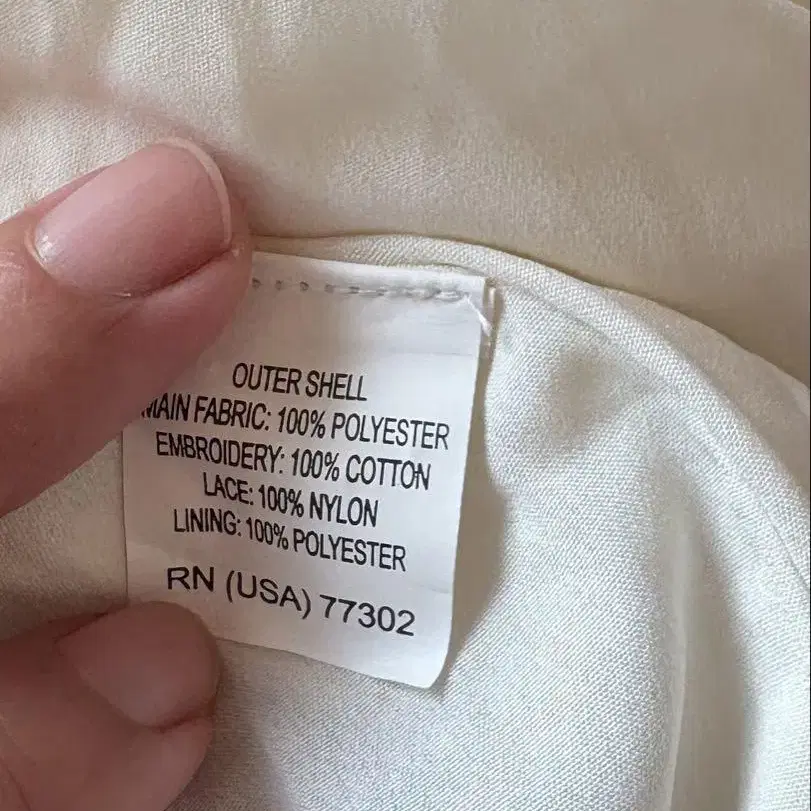 OUTER SHELL
MAIN FABRIC: 100% POLYESTER
EMBROIDERY: 100% COTTON
LACE: 100% NYLON
LINING: 100% POLYESTER
RN (USA) 77302